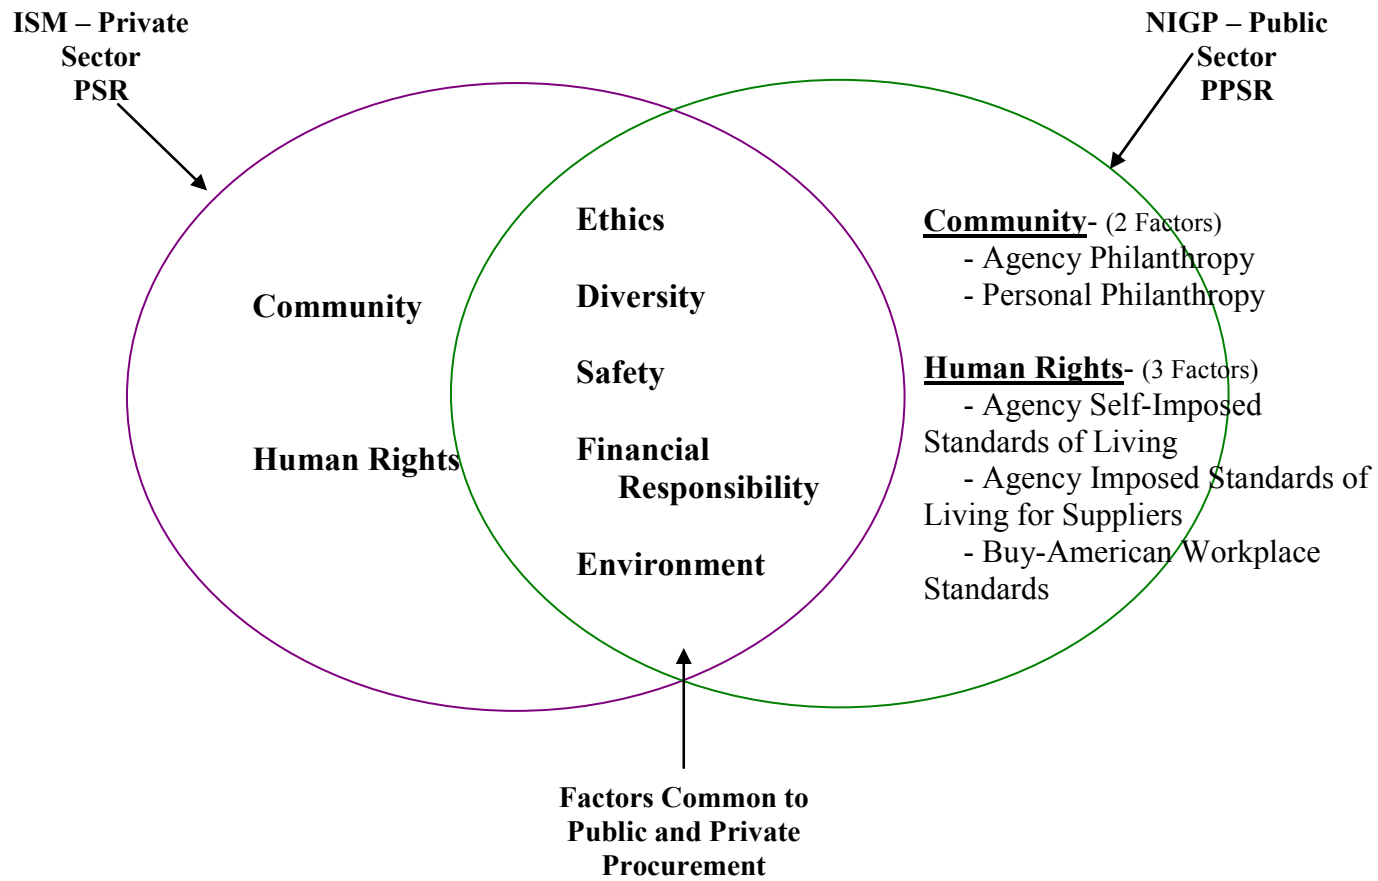 ISM – Private
Sector
PSR
NIGP – Public
Sector
PPSR
Community
Human Rights
Ethics
Diversity
Safety
Financial
Responsibility
Environment
Community- (2 Factors)
- Agency Philanthropy
- Personal Philanthropy
Human Rights- (3 Factors)
- Agency Self-Imposed
Standards of Living
- Agency Imposed Standards of
Living for Suppliers
- Buy-American Workplace
Standards
Factors Common to
Public and Private
Procurement